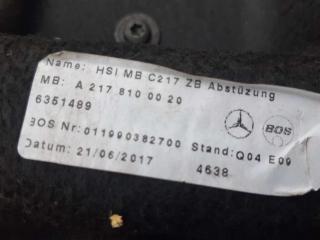 Name: HSI MB C217 ZB Abstüzung
MB: A 217 810 00 20
6351489
BOS
BOS Nr:011990382700 Stand:Q04 E09
Datum: 21/06/2017 4638